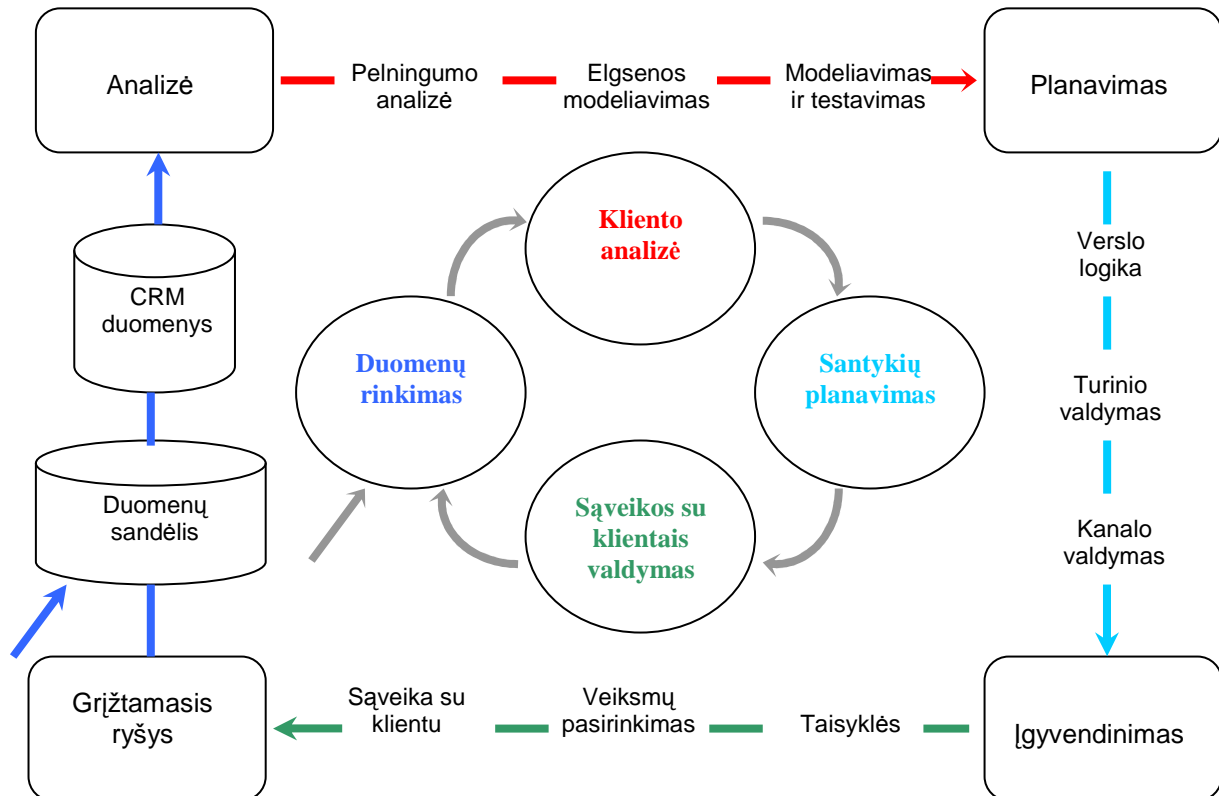 Analizė
Pelningumo
analizė
Elgsenos
modeliavimas
Modeliavimas
ir testavimas
Planavimas
Kliento
analizė
Verslo
logika
CRM
duomenys
Duomenų
rinkimas
Santykių
planavimas
Turinio
valdymas
Duomenų
sandėlis
Sąveikos su
klientais
valdymas
Kanalo
valdymas
Grįžtamasis
ryšys
Sąveika su
klientu
Veiksmų
pasirinkimas
Taisyklės
Įgyvendinimas